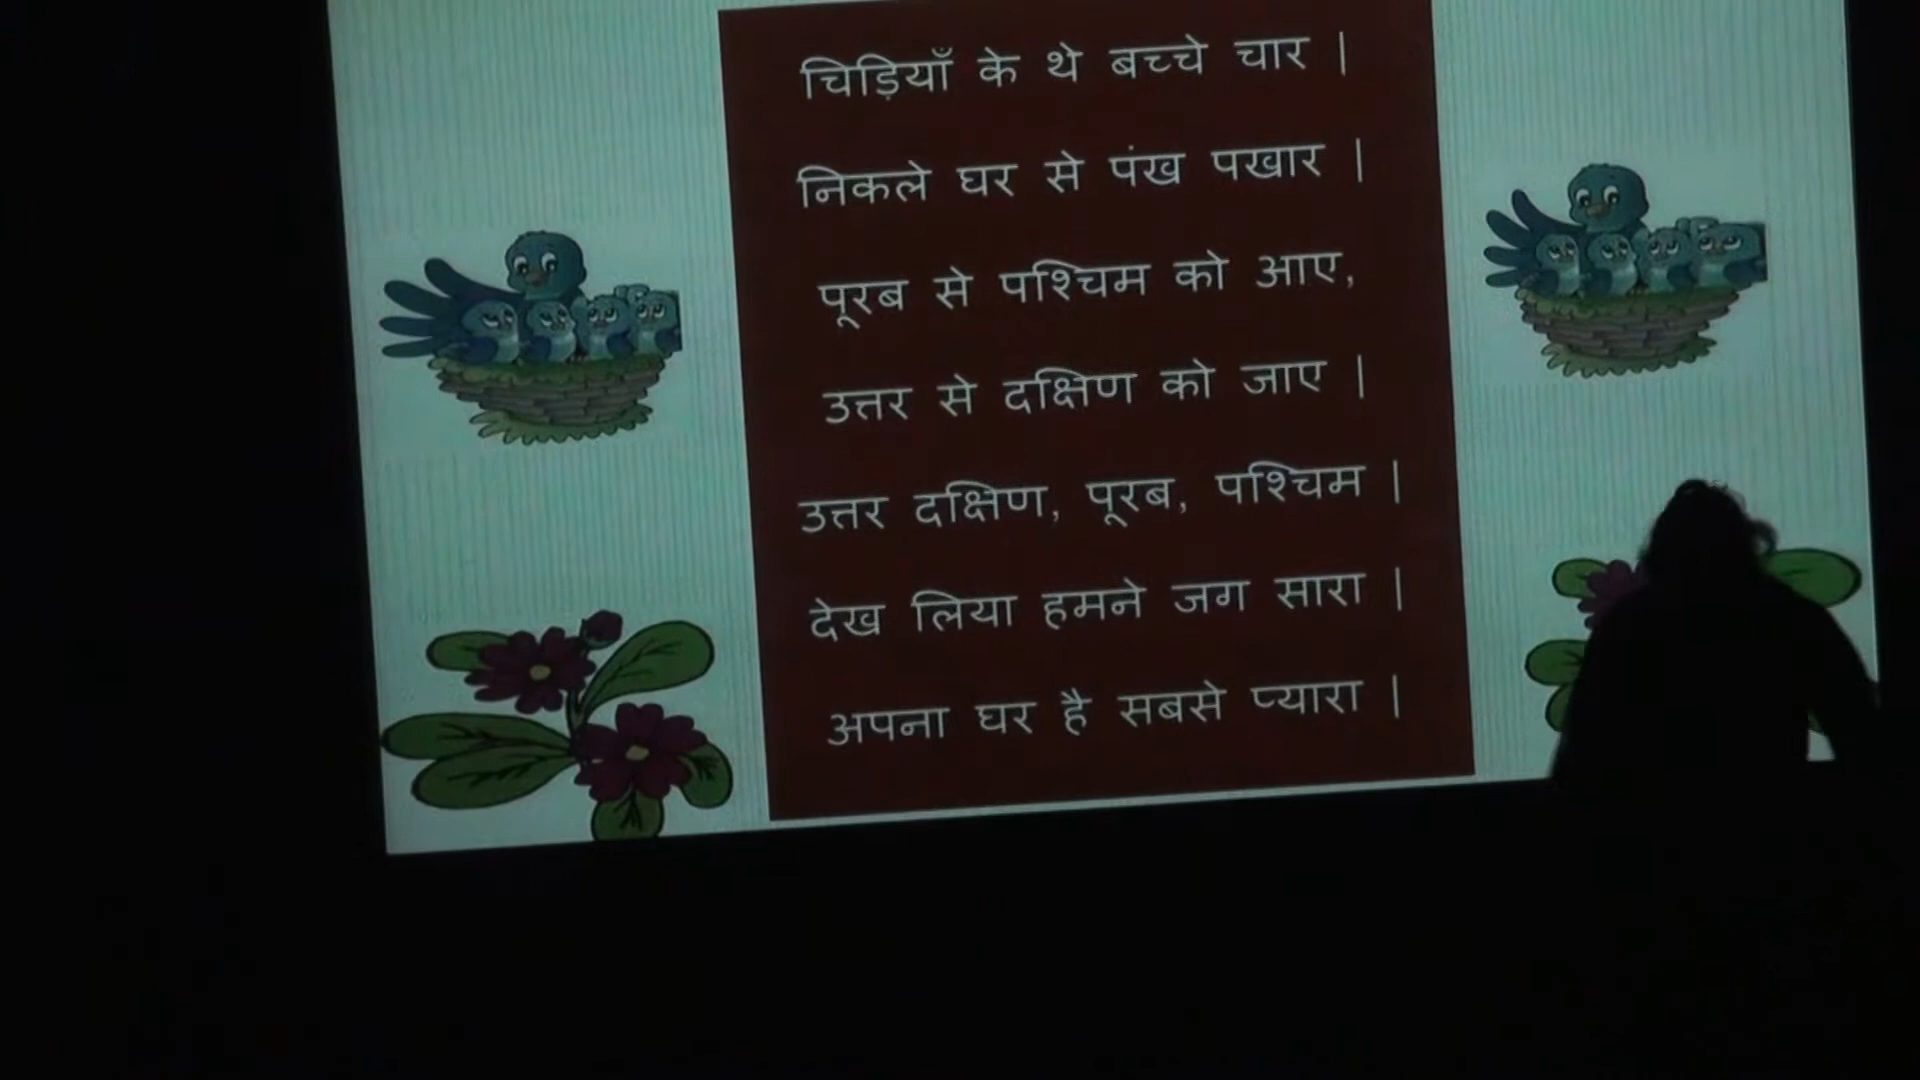 चिड़ियाँ के थे बच्चे चार |
निकले घर से पंख पखार |
पूरब से पश्चिम को आए,
उत्तर से दक्षिण को जाए |
उत्तर दक्षिण, पूरब, पश्चिम |
देख लिया हमने जग सारा |
अपना घर है सबसे प्यारा |